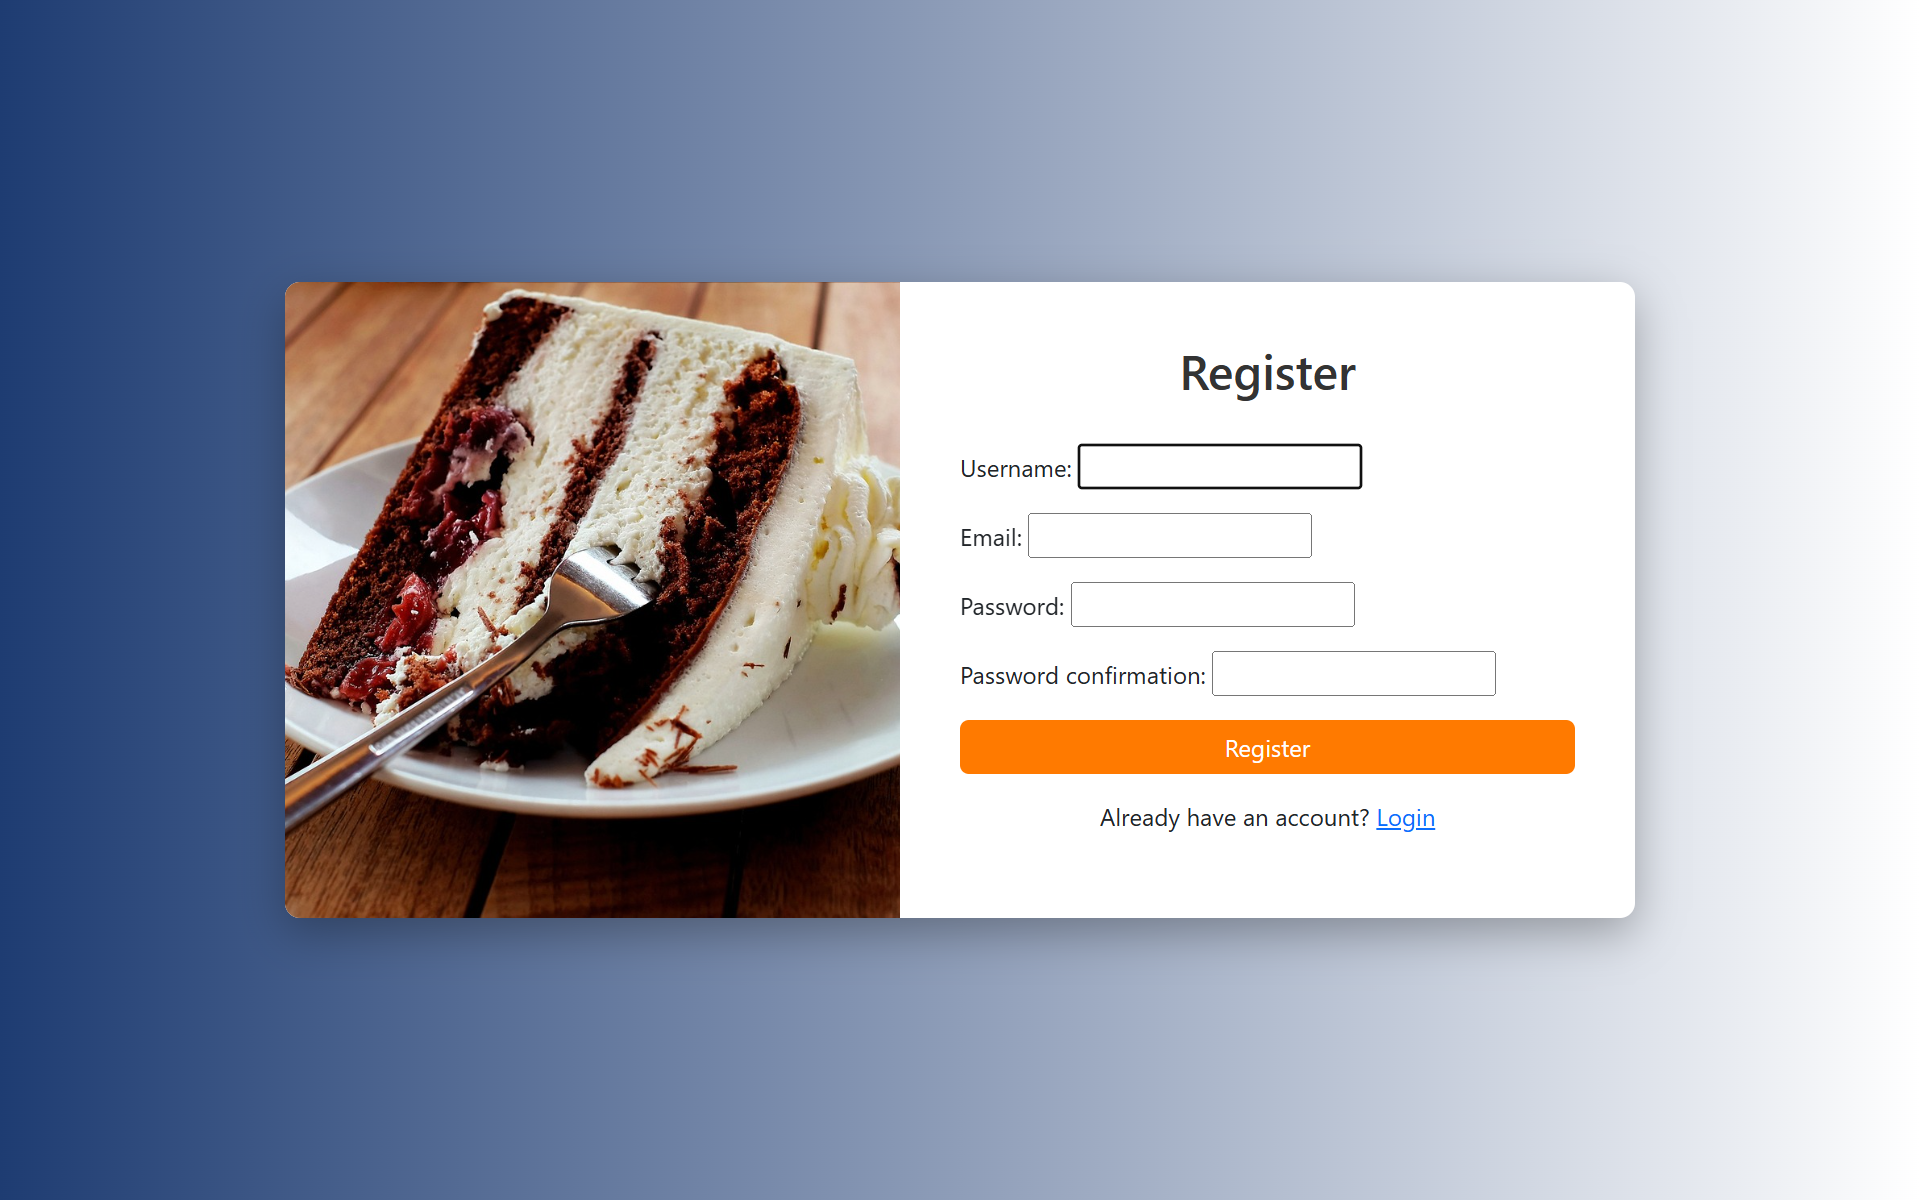 Register
Username:
Email:
Password:
Password confirmation:
Register
Already have an account? Login